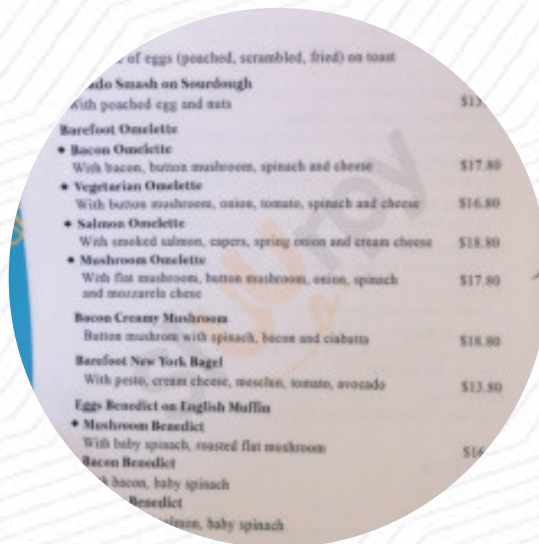 of eggs (poached, scrambled, fried) on toast
Smash on Sourdough
With poached egg and nuts
Barefoot Omelette
✦ Bacon Omelette
With bacon, button mushroom, spinach and cheese $17.80
✦ Vegetarian Omelette
With button mushroom, onion, tomato, spinach and cheese $16.80
✦ Salmon Omelette
With smoked salmon, capers, spring onion and cream cheese $18.80
✦ Mushroom Omelette
With flat mushroom, button mushroom, onion, spinach $17.80
and mozzarela chese
Bacon Creamy Mushroom
Button mushrom with spinach, bacon and ciabatta $18.80
Barefoot New York Bagel
With pesto, cream cheese, mesclun, tomato, avocado $13.80
Eggs Benedict on English Muffin
✦ Mushroom Benedict
With baby spinach, roasted flat mushroom
Bacon Benedict
bacon, baby spinach
Benedict
baby spinach